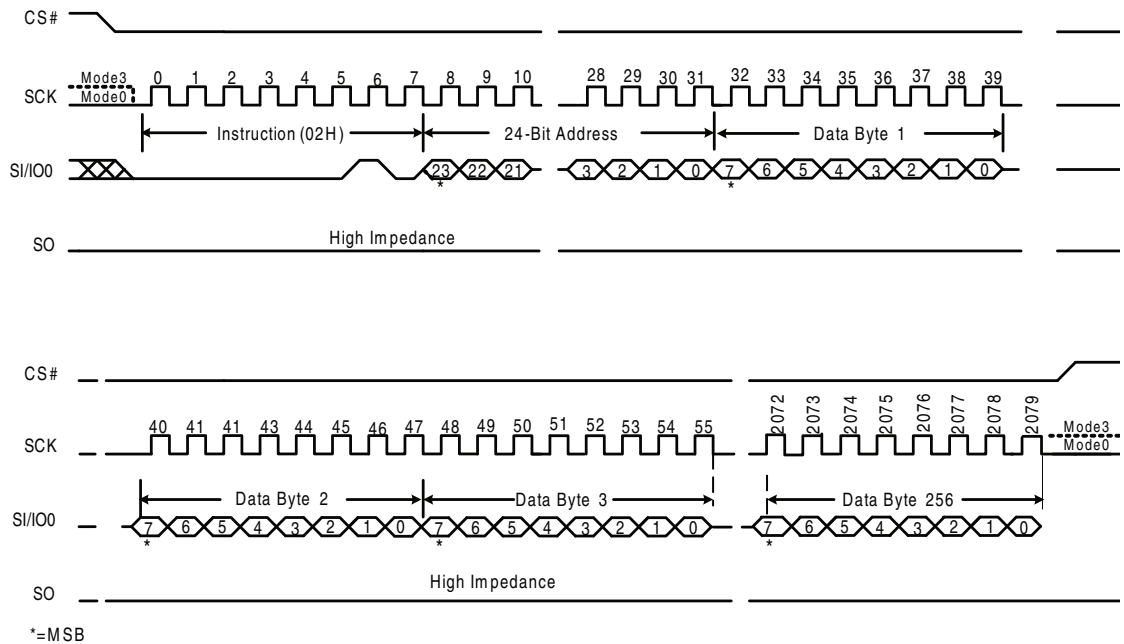 CS#
Mode3
0 1 2 3 4 5 6 7 8 9 10 28 29 30 31 32 33 34 35 36 37 38 39
SCK Mode0
Instruction (02H) 24-Bit Address Data Byte 1
SI/IO0 23 22 21 3 2 1 0 7 6 5 4 3 2 1 0
* *
High Impedance
SO
CS#
40 41 41 43 44 45 46 47 48 49 50 51 52 53 54 55 2072 2073 2074 2075 2076 2077 2078 2079
Mode3
SCK Mode0
Data Byte 2 Data Byte 3 Data Byte 256
SI/IO0 7 6 5 4 3 2 1 0 7 6 5 4 3 2 1 0 7 6 5 4 3 2 1 0
* * *
High Impedance
SO
*=MSB